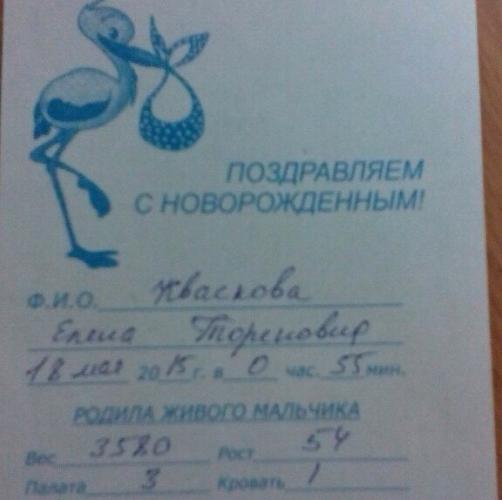 ПОЗДРАВЛЯЕМ
С НОВОРОЖДЕННЫМ!
Ф.И.О. Кваскова
Елена
18 мая 2015 г. в 0 час. 55 мин.
РОДИЛА ЖИВОГО МАЛЬЧИКА
Вес 3580 Рост 54
Палата 3 Кровать 1